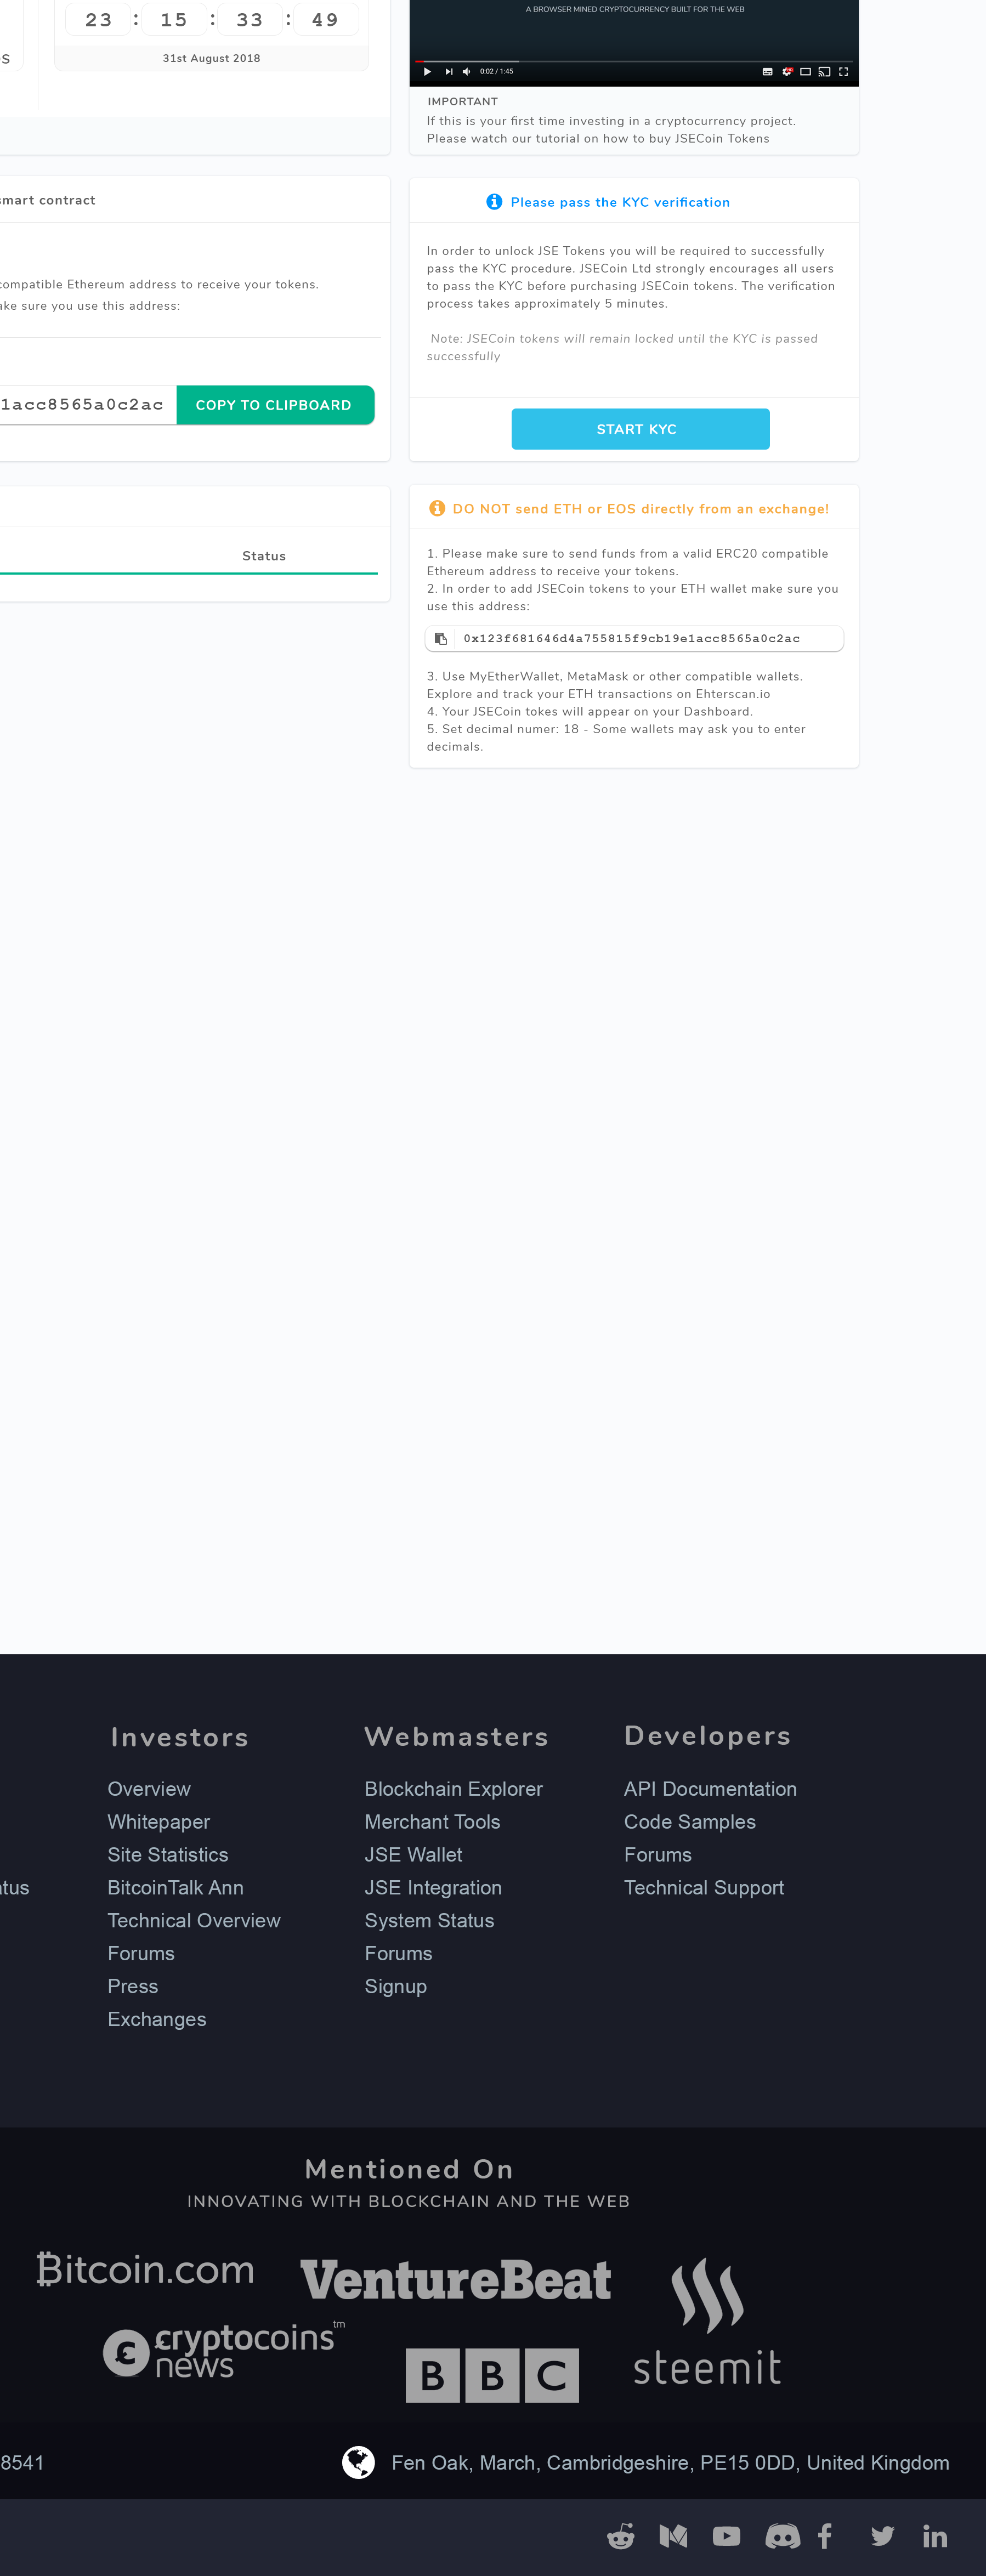 23 : 15 : 33 : 49
S
31st August 2018
A BROWSER MINED CRYPTOCURRENCY BUILT FOR THE WEB
0:02 / 1:45
IMPORTANT
If this is your first time investing in a cryptocurrency project.
Please watch our tutorial on how to buy JSECoin Tokens
smart contract
compatible Ethereum address to receive your tokens.
ake sure you use this address:
1acc8565a0c2ac
COPY TO CLIPBOARD
Please pass the KYC verification
In order to unlock JSE Tokens you will be required to successfully
pass the KYC procedure. JSECoin Ltd strongly encourages all users
to pass the KYC before purchasing JSECoin tokens. The verification
process takes approximately 5 minutes.
Note: JSECoin tokens will remain locked until the KYC is passed
successfully
START KYC
Status
DO NOT send ETH or EOS directly from an exchange!
1. Please make sure to send funds from a valid ERC20 compatible
Ethereum address to receive your tokens.
2. In order to add JSECoin tokens to your ETH wallet make sure you
use this address:
0x123f681646d4a755815f9cb19e1acc8565a0c2ac
3. Use MyEtherWallet, MetaMask or other compatible wallets.
Explore and track your ETH transactions on Ehterscan.io
4. Your JSECoin tokes will appear on your Dashboard.
5. Set decimal numer: 18 - Some wallets may ask you to enter
decimals.
atus
Investors
Overview
Whitepaper
Site Statistics
BitcoinTalk Ann
Technical Overview
Forums
Press
Exchanges
Webmasters
Blockchain Explorer
Merchant Tools
JSE Wallet
JSE Integration
System Status
Forums
Signup
Developers
API Documentation
Code Samples
Forums
Technical Support
Mentioned On
INNOVATING WITH BLOCKCHAIN AND THE WEB
₿itcoin.com
VentureBeat
cryptocoins tm
news
BBC
steemit
8541
Fen Oak, March, Cambridgeshire, PE15 0DD, United Kingdom